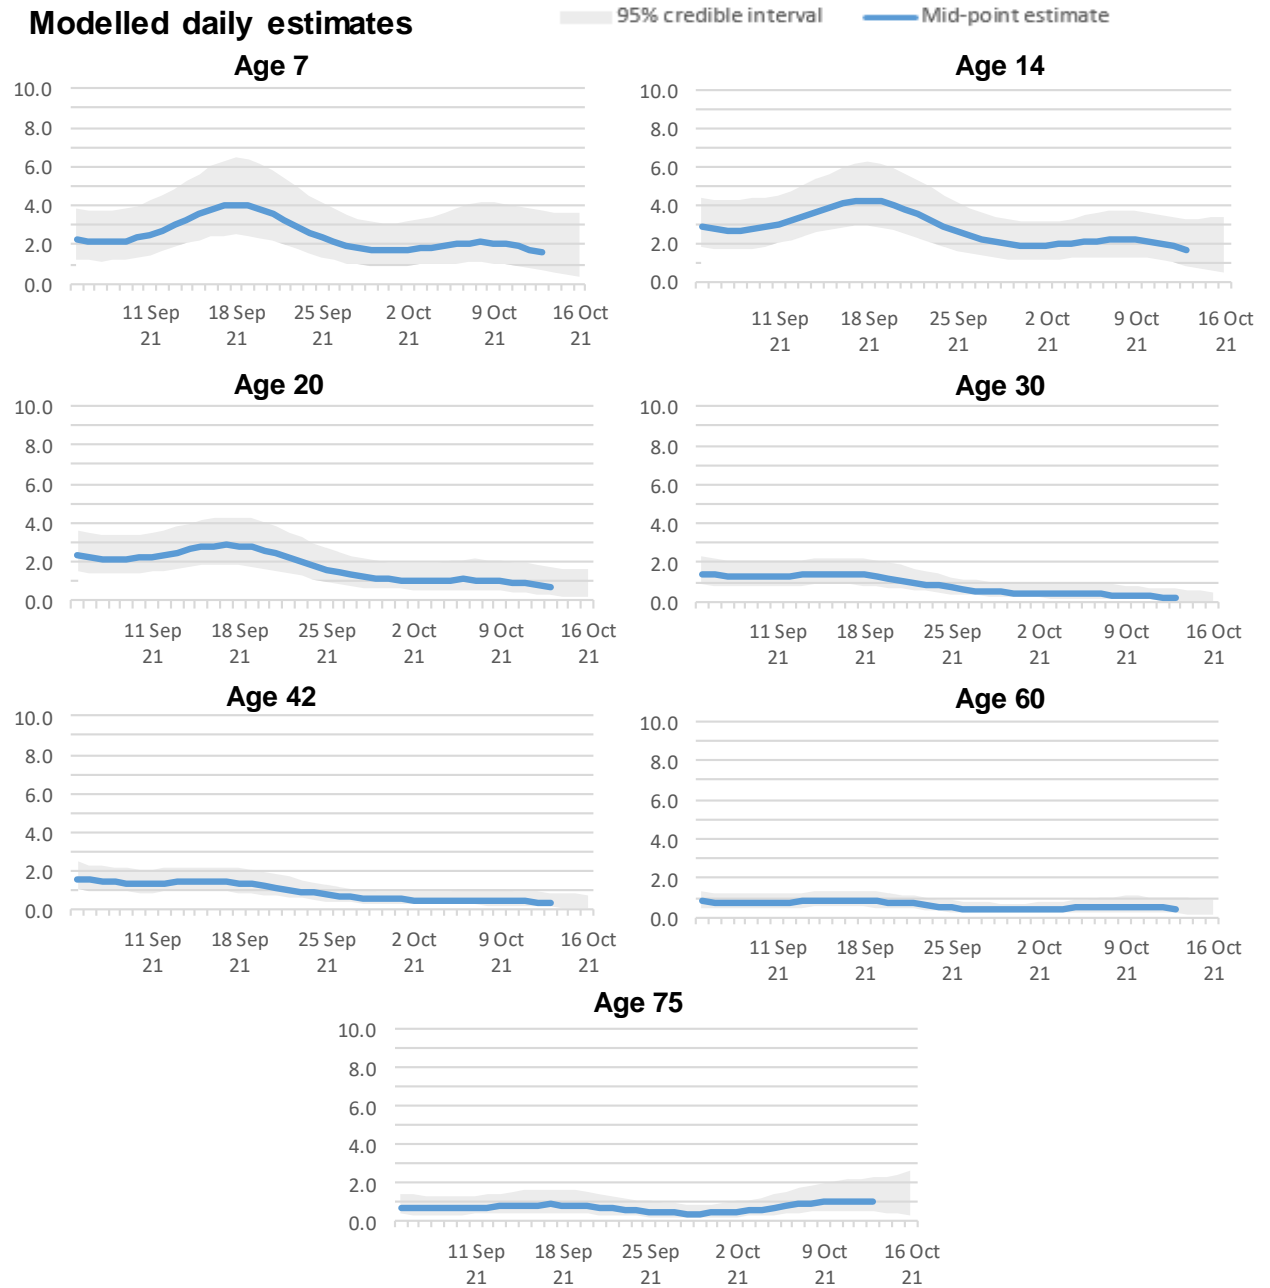 Modelled daily estimates
95% credible interval
Mid-point estimate
Age 7
10.0
8.0
6.0
4.0
2.0
0.0
11 Sep 21
18 Sep 21
25 Sep 21
2 Oct 21
9 Oct 21
16 Oct 21
Age 14
10.0
8.0
6.0
4.0
2.0
0.0
11 Sep 21
18 Sep 21
25 Sep 21
2 Oct 21
9 Oct 21
16 Oct 21
Age 20
10.0
8.0
6.0
4.0
2.0
0.0
11 Sep 21
18 Sep 21
25 Sep 21
2 Oct 21
9 Oct 21
16 Oct 21
Age 30
10.0
8.0
6.0
4.0
2.0
0.0
11 Sep 21
18 Sep 21
25 Sep 21
2 Oct 21
9 Oct 21
16 Oct 21
Age 42
10.0
8.0
6.0
4.0
2.0
0.0
11 Sep 21
18 Sep 21
25 Sep 21
2 Oct 21
9 Oct 21
16 Oct 21
Age 60
10.0
8.0
6.0
4.0
2.0
0.0
11 Sep 21
18 Sep 21
25 Sep 21
2 Oct 21
9 Oct 21
16 Oct 21
Age 75
10.0
8.0
6.0
4.0
2.0
0.0
11 Sep 21
18 Sep 21
25 Sep 21
2 Oct 21
9 Oct 21
16 Oct 21